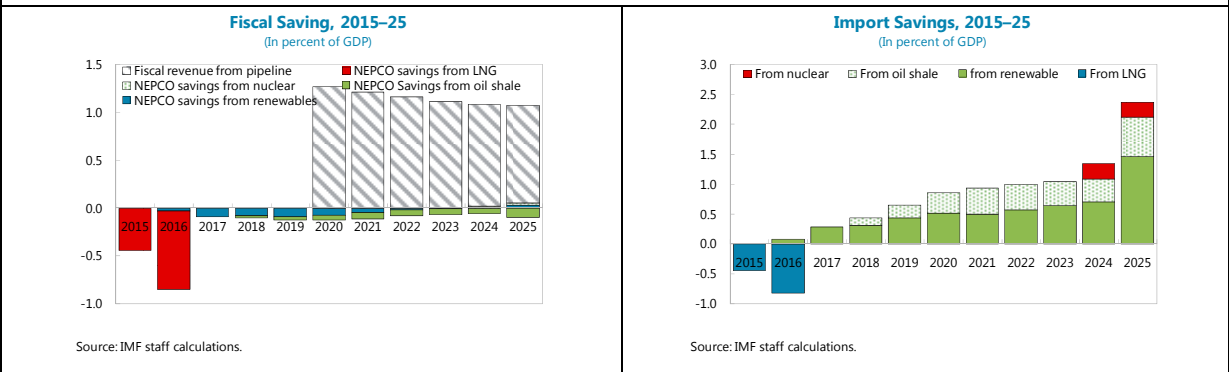 Fiscal Saving, 2015–25
(In percent of GDP)
1.5
1.0
0.5
0.0
-0.5
-1.0
Fiscal revenue from pipeline
NEPCO savings from LNG
NEPCO savings from nuclear
NEPCO Savings from oil shale
NEPCO savings from renewables
2015 2016 2017 2018 2019 2020 2021 2022 2023 2024 2025
Source: IMF staff calculations.
Import Savings, 2015–25
(In percent of GDP)
3.0
2.5
2.0
1.5
1.0
0.5
0.0
-0.5
-1.0
From nuclear From oil shale from renewable From LNG
2015 2016 2017 2018 2019 2020 2021 2022 2023 2024 2025
Source: IMF staff calculations.